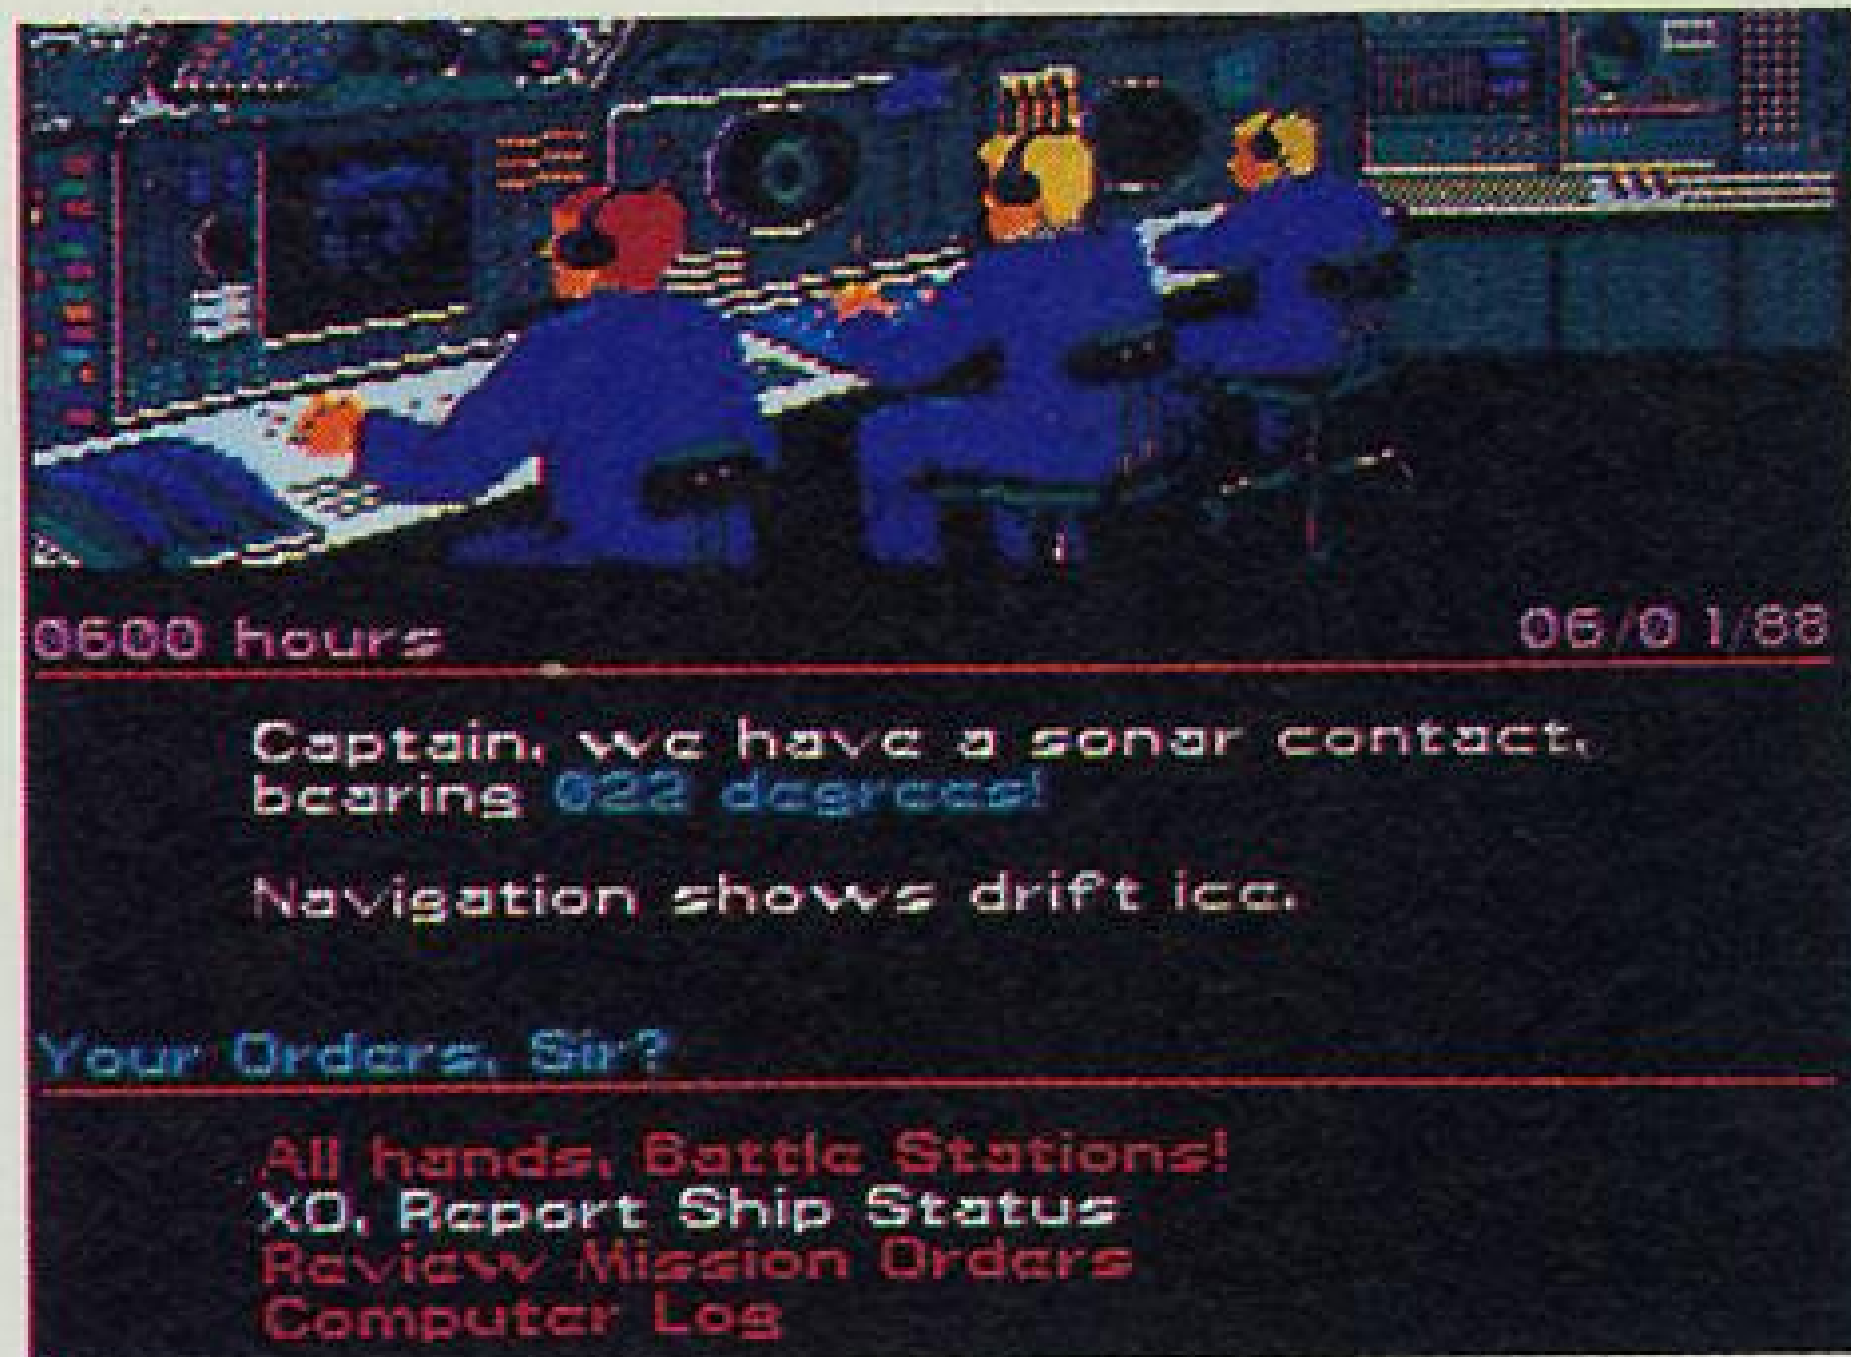 0600 hours 06/01/88
Captain, we have a sonar contact,
bearing 022 degrees!
Navigation shows drift ice.
Your Orders, Sir?
All hands, Battle Stations!
XO, Report Ship Status
Review Mission Orders
Computer Log